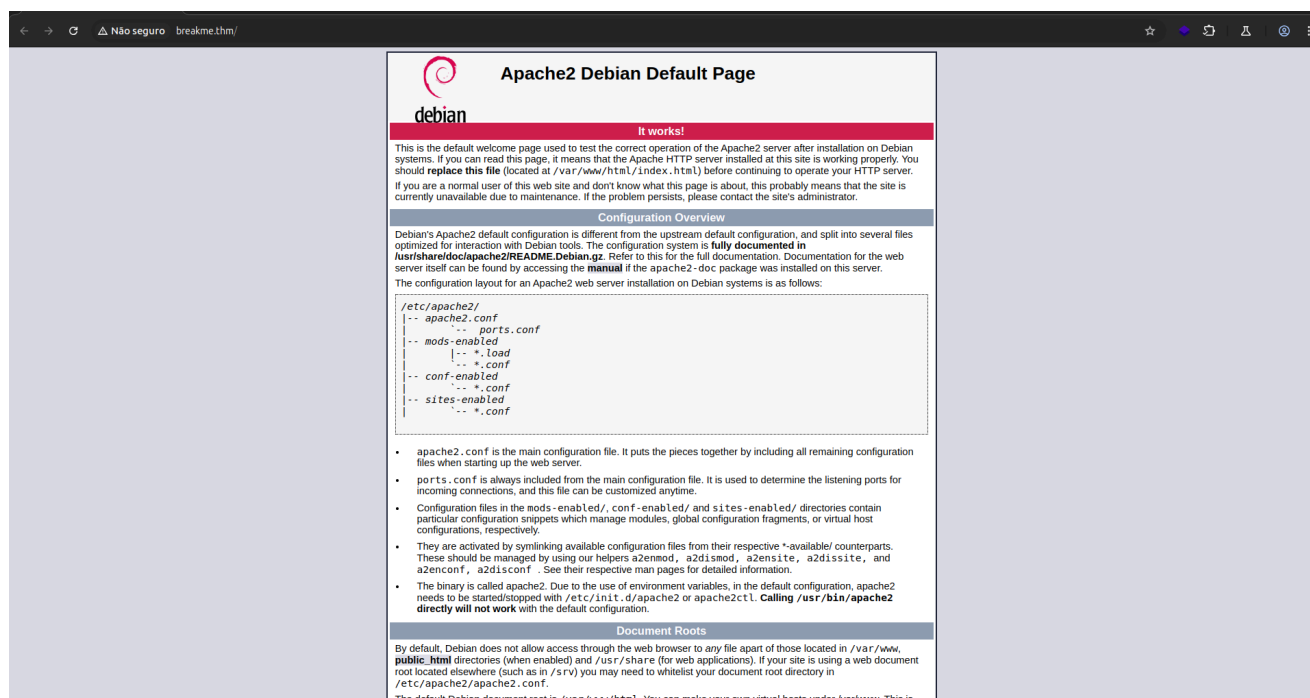 Não seguro breakme.thm/
Apache2 Debian Default Page
debian
It works!
This is the default welcome page used to test the correct operation of the Apache2 server after installation on Debian
systems. If you can read this page, it means that the Apache HTTP server installed at this site is working properly. You
should replace this file (located at /var/www/html/index.html) before continuing to operate your HTTP server.
If you are a normal user of this web site and don't know what this page is about, this probably means that the site is
currently unavailable due to maintenance. If the problem persists, please contact the site's administrator.
Configuration Overview
Debian's Apache2 default configuration is different from the upstream default configuration, and split into several files
optimized for interaction with Debian tools. The configuration system is fully documented in
/usr/share/doc/apache2/README.Debian.gz. Refer to this for the full documentation. Documentation for the web
server itself can be found by accessing the manual if the apache2-doc package was installed on this server.
The configuration layout for an Apache2 web server installation on Debian systems is as follows:
/etc/apache2/
|-- apache2.conf
|       `--  ports.conf
|-- mods-enabled
|       |-- *.load
|       `-- *.conf
|-- conf-enabled
|       `-- *.conf
|-- sites-enabled
|       `-- *.conf
• apache2.conf is the main configuration file. It puts the pieces together by including all remaining configuration
files when starting up the web server.
• ports.conf is always included from the main configuration file. It is used to determine the listening ports for
incoming connections, and this file can be customized anytime.
• Configuration files in the mods-enabled/, conf-enabled/ and sites-enabled/ directories contain
particular configuration snippets which manage modules, global configuration fragments, or virtual host
configurations, respectively.
• They are activated by symlinking available configuration files from their respective *-available/ counterparts.
These should be managed by using our helpers a2enmod, a2dismod, a2ensite, a2dissite, and
a2enconf, a2disconf . See their respective man pages for detailed information.
• The binary is called apache2. Due to the use of environment variables, in the default configuration, apache2
needs to be started/stopped with /etc/init.d/apache2 or apache2ctl. Calling /usr/bin/apache2
directly will not work with the default configuration.
Document Roots
By default, Debian does not allow access through the web browser to any file apart of those located in /var/www,
public_html directories (when enabled) and /usr/share (for web applications). If your site is using a web document
root located elsewhere (such as in /srv) you may need to whitelist your document root directory in
/etc/apache2/apache2.conf.